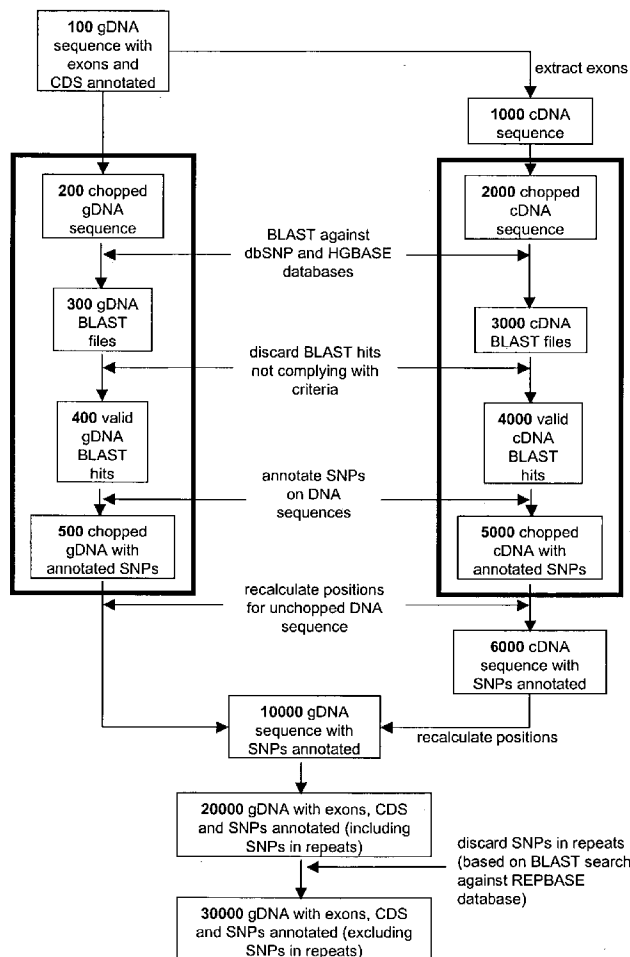 100 gDNA
sequence with
exons and
CDS annotated
extract exons
1000 cDNA
sequence
200 chopped
gDNA
sequence
2000 chopped
cDNA
sequence
BLAST against
dbSNP and HGBASE
databases
300 gDNA
BLAST
files
3000 cDNA
BLAST files
discard BLAST hits
not complying with
criteria
400 valid
gDNA
BLAST
hits
4000 valid
cDNA
BLAST
hits
annotate SNPs
on DNA
sequences
500 chopped
gDNA with
annotated SNPs
5000 chopped
cDNA with
annotated SNPs
recalculate positions
for unchopped DNA
sequence
6000 cDNA
sequence with
SNPs annotated
10000 gDNA
sequence with
SNPs annotated
recalculate positions
20000 gDNA with exons, CDS
and SNPs annotated (including
SNPs in repeats)
discard SNPs in repeats
(based on BLAST search
against REPBASE
database)
30000 gDNA with exons, CDS
and SNPs annotated (excluding
SNPs in repeats)